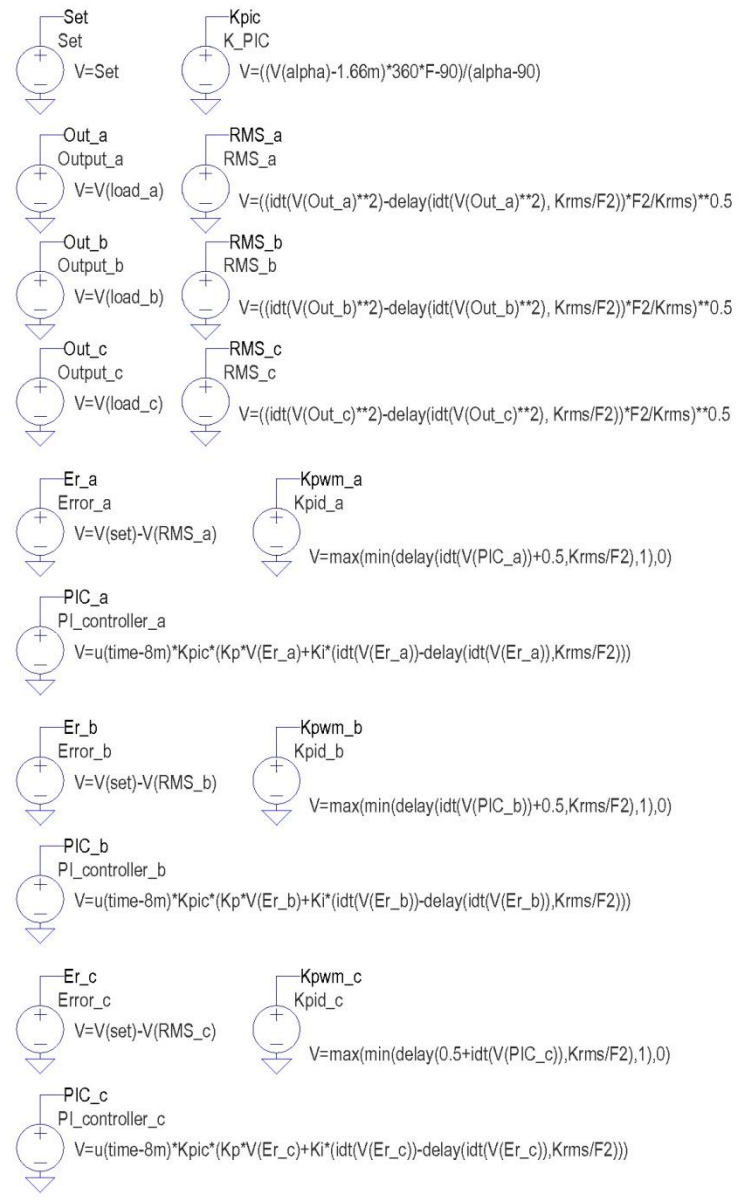 Set
Set
V=Set
Kpic
K_PIC
V=((V(alpha)-1.66m)*360*F-90)/(alpha-90)
Out_a
Output_a
V=V(load_a)
RMS_a
RMS_a
V=((idt(V(Out_a)**2)-delay(idt(V(Out_a)**2), Krms/F2))*F2/Krms)**0.5
Out_b
Output_b
V=V(load_b)
RMS_b
RMS_b
V=((idt(V(Out_b)**2)-delay(idt(V(Out_b)**2), Krms/F2))*F2/Krms)**0.5
Out_c
Output_c
V=V(load_c)
RMS_c
RMS_c
V=((idt(V(Out_c)**2)-delay(idt(V(Out_c)**2), Krms/F2))*F2/Krms)**0.5
Er_a
Error_a
V=V(set)-V(RMS_a)
Kpwm_a
Kpid_a
V=max(min(delay(idt(V(PIC_a))+0.5,Krms/F2),1),0)
PIC_a
PI_controller_a
V=u(time-8m)*Kpic*(Kp*V(Er_a)+Ki*(idt(V(Er_a))-delay(idt(V(Er_a)),Krms/F2)))
Er_b
Error_b
V=V(set)-V(RMS_b)
Kpwm_b
Kpid_b
V=max(min(delay(idt(V(PIC_b))+0.5,Krms/F2),1),0)
PIC_b
PI_controller_b
V=u(time-8m)*Kpic*(Kp*V(Er_b)+Ki*(idt(V(Er_b))-delay(idt(V(Er_b)),Krms/F2)))
Er_c
Error_c
V=V(set)-V(RMS_c)
Kpwm_c
Kpid_c
V=max(min(delay(0.5+idt(V(PIC_c)),Krms/F2),1),0)
PIC_c
PI_controller_c
V=u(time-8m)*Kpic*(Kp*V(Er_c)+Ki*(idt(V(Er_c))-delay(idt(V(Er_c)),Krms/F2)))